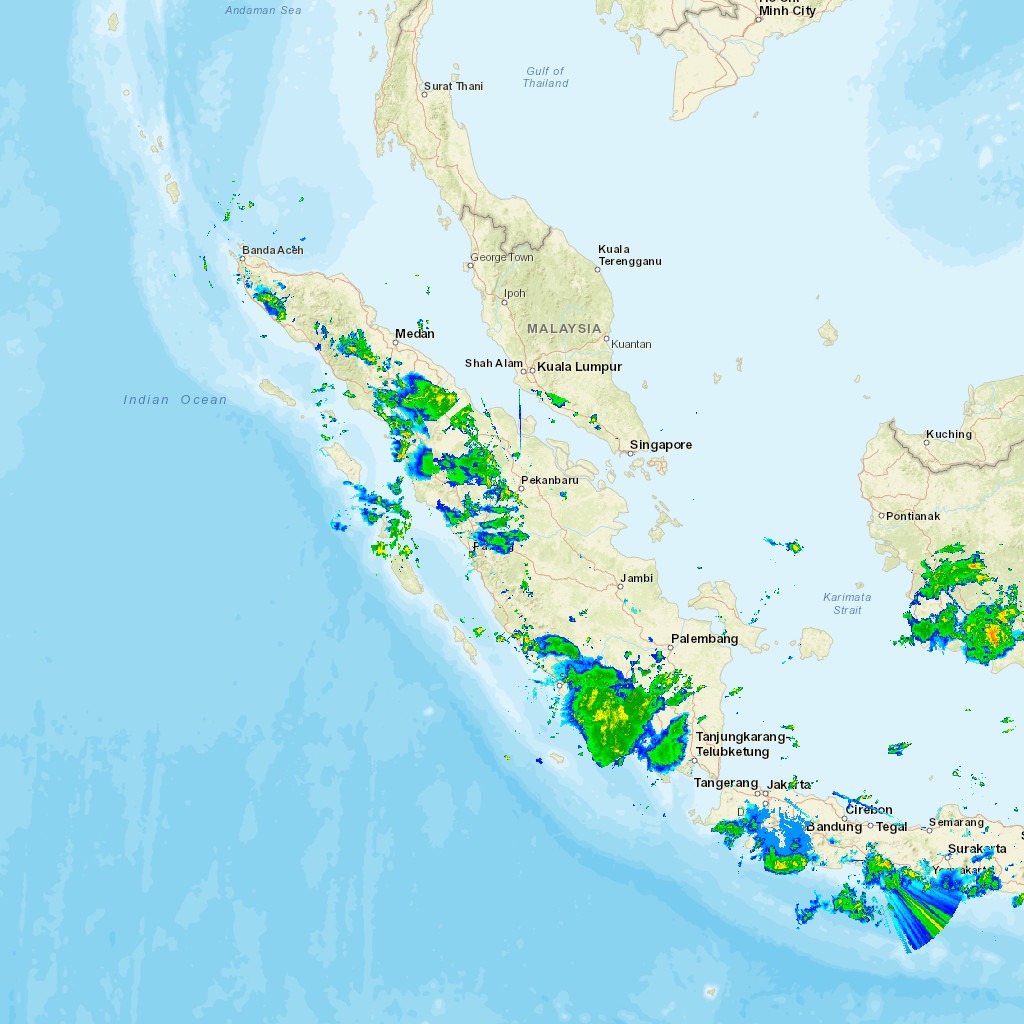 Andaman Sea
Minh City
Gulf of
Thailand
Surat Thani
Banda Aceh
George Town
Kuala
Terengganu
Ipoh
MALAYSIA
Medan
Kuantan
Shah Alam
Kuala Lumpur
Indian Ocean
Kuching
Singapore
Pekanbaru
Pontianak
Jambi
Karimata
Strait
Palembang
Tanjungkarang-
Telubketung
Tangerang
Jakarta
Cirebon
Bandung
Tegal
Semarang
Surakarta